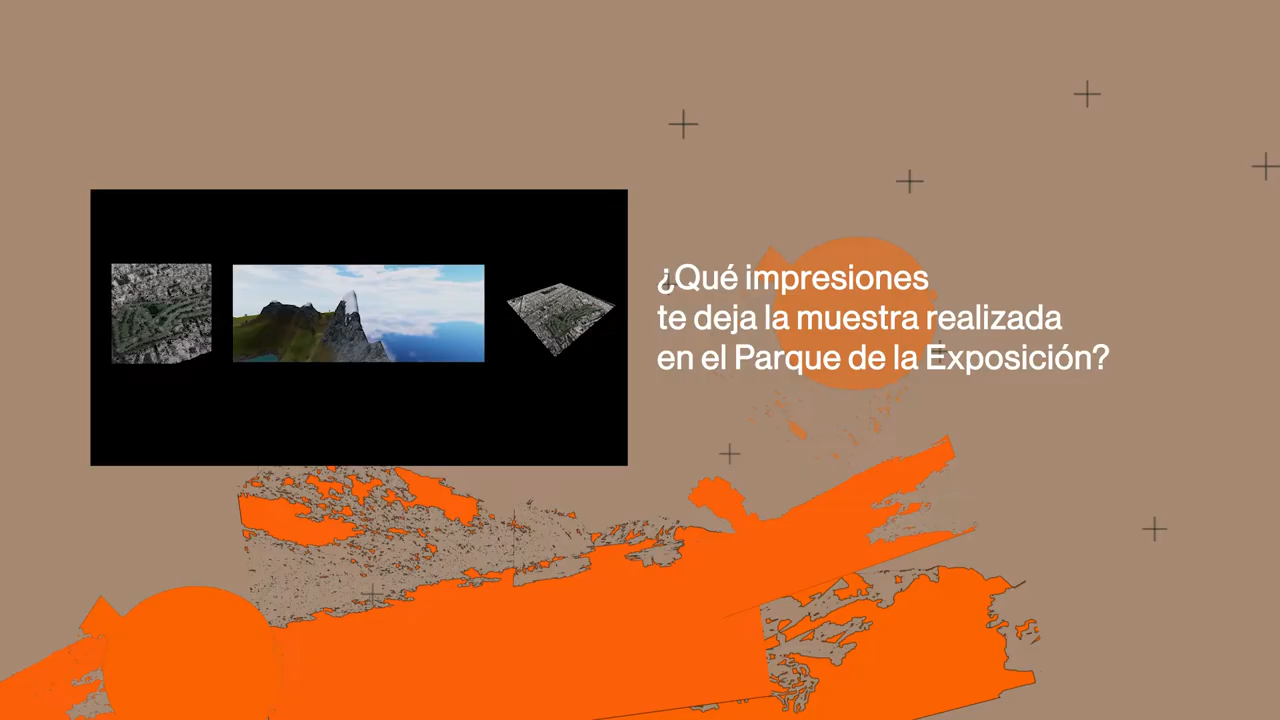 ¿Qué impresiones
te deja la muestra realizada
en el Parque de la Exposición?